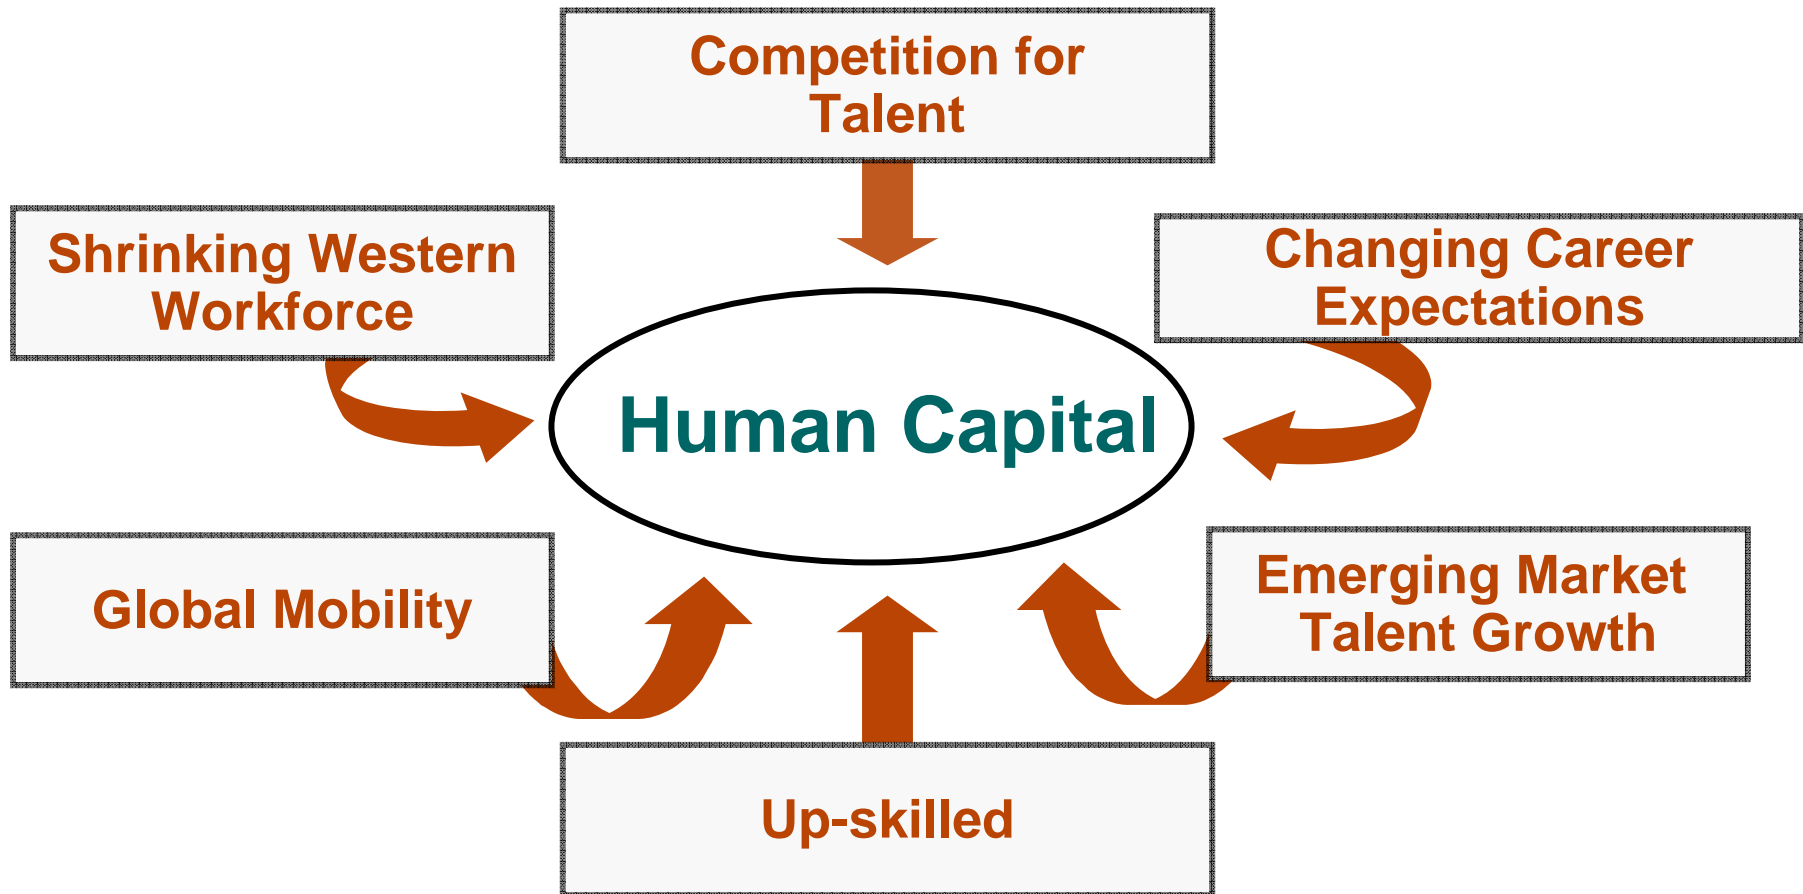 Competition for
Talent
Shrinking Western
Workforce
Changing Career
Expectations
Human Capital
Global Mobility
Emerging Market
Talent Growth
Up-skilled